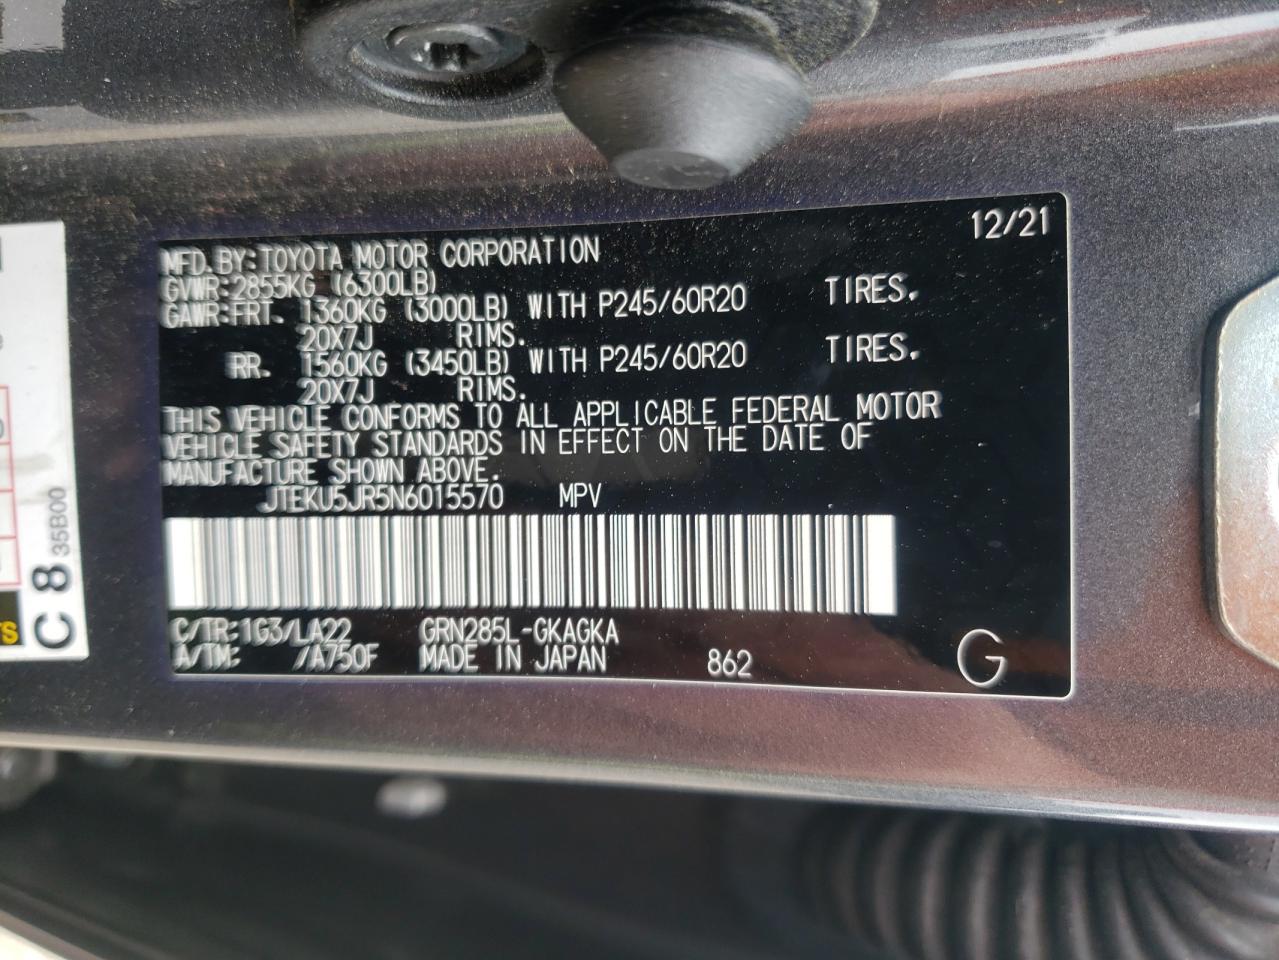 12/21
MFD.BY:TOYOTA MOTOR CORPORATION
GVWR:2855KG (6300LB)
GAWR:FRT. 1360KG (3000LB) WITH P245/60R20 TIRES.
20X7J RIMS.
RR. 1560KG (3450LB) WITH P245/60R20 TIRES.
20X7J RIMS.
THIS VEHICLE CONFORMS TO ALL APPLICABLE FEDERAL MOTOR
VEHICLE SAFETY STANDARDS IN EFFECT ON THE DATE OF
MANUFACTURE SHOWN ABOVE.
JTEKU5JR5N6015570 MPV
C/TR:1G3/LA22 GRN285L-GKAGKA
A/TM: /A750F MADE IN JAPAN 862 G
C 8 35B00